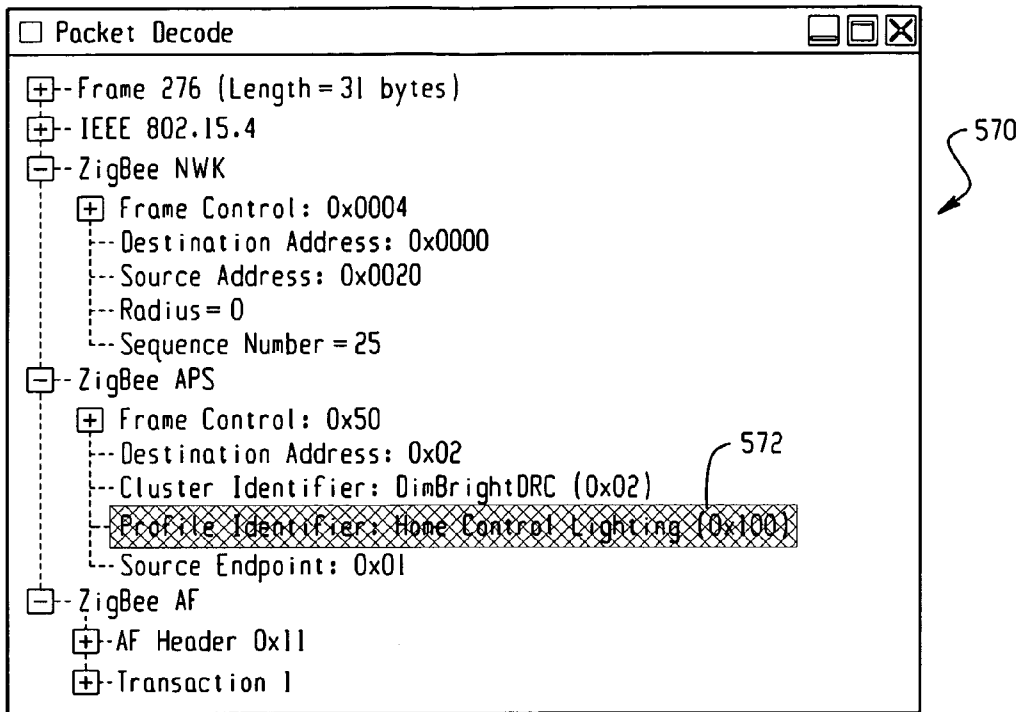 Packet Decode
Frame 276 (Length = 31 bytes)
IEEE 802.15.4
570
ZigBee NWK
Frame Control: 0x0004
Destination Address: 0x0000
Source Address: 0x0020
Radius = 0
Sequence Number = 25
ZigBee APS
Frame Control: 0x50
572
Destination Address: 0x02
Cluster Identifier: DimBrightDRC (0x02)
Profile Identifier: Home Control Lighting (0x100)
Source Endpoint: 0x01
ZigBee AF
AF Header 0x11
Transaction 1